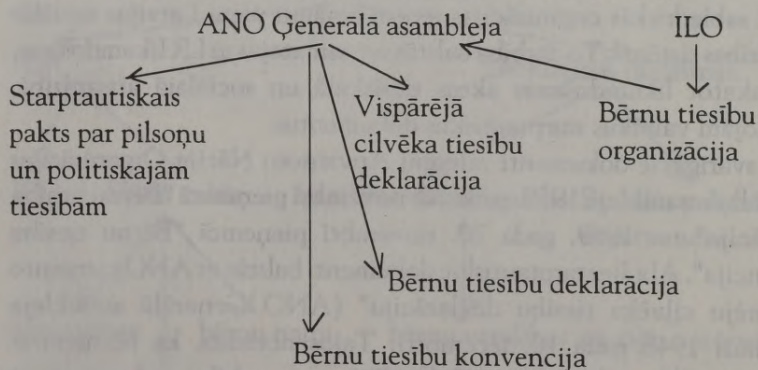 ANO Ģenerālā asambleja
ILO
Starptautiskais
pakts par pilsoņu
un politiskajām
tiesībām
Vispārējā
cilvēka tiesību
deklarācija
Bērnu tiesību
organizācija
Bērnu tiesību deklarācija
Bērnu tiesību konvencija